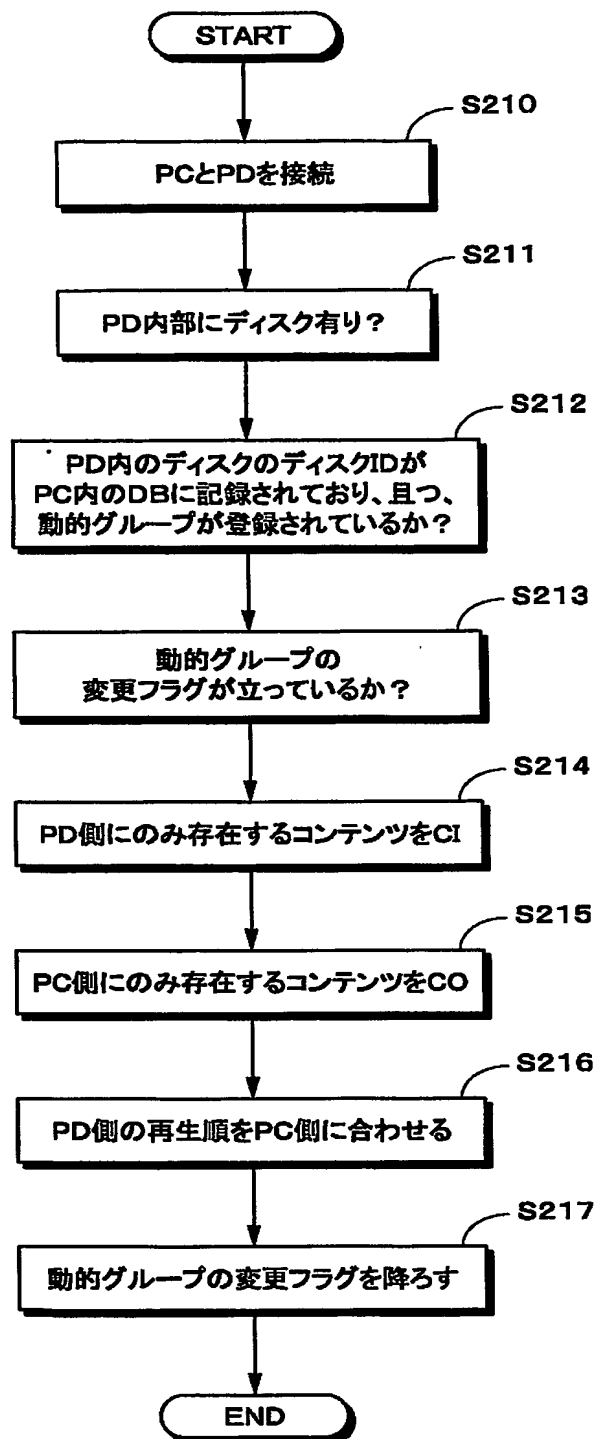 START
S210
PCとPDを接続
S211
PD内部にディスク有り？
S212
PD内のディスクのディスクIDが
PC内のDBに記録されており、且つ、
動的グループが登録されているか？
S213
動的グループの
変更フラグが立っているか？
S214
PD側にのみ存在するコンテンツをCI
S215
PC側にのみ存在するコンテンツをCO
S216
PD側の再生順をPC側に合わせる
S217
動的グループの変更フラグを降ろす
END